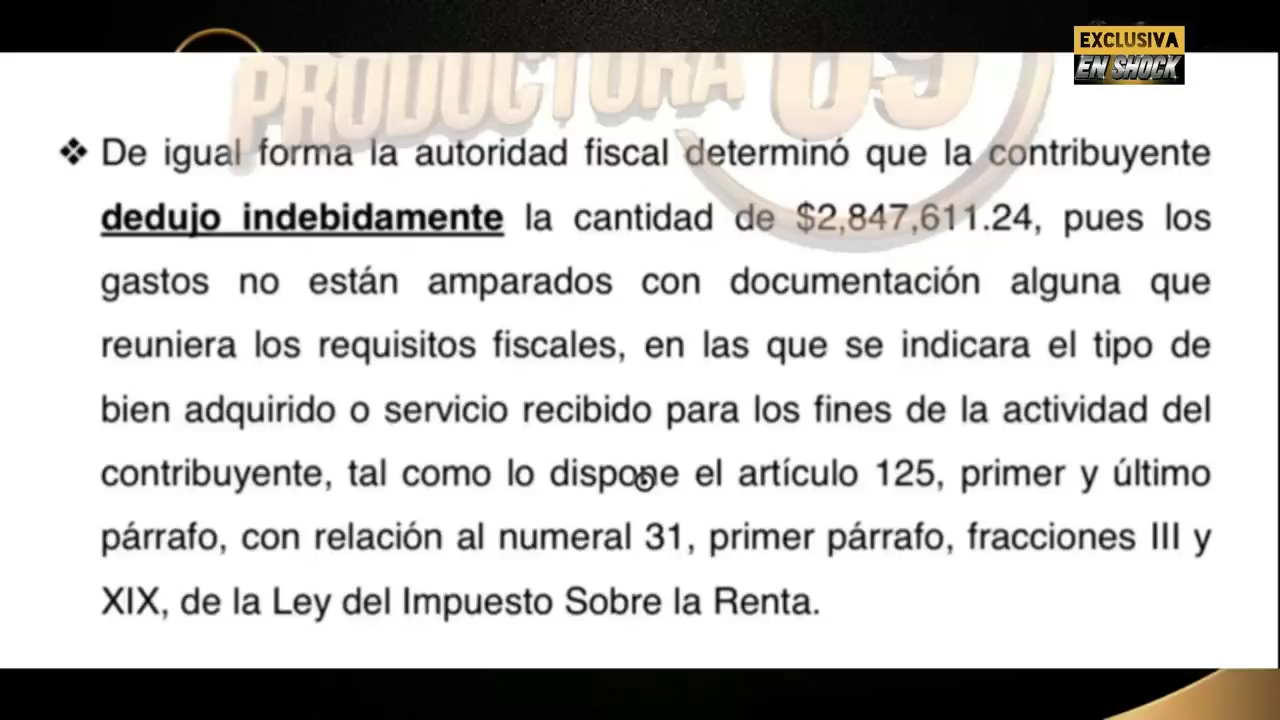 EXCLUSIVA
EN SHOCK
PRODUCTORA 69
❖ De igual forma la autoridad fiscal determinó que la contribuyente
dedujo indebidamente la cantidad de $2,847,611.24, pues los
gastos no están amparados con documentación alguna que
reuniera los requisitos fiscales, en las que se indicara el tipo de
bien adquirido o servicio recibido para los fines de la actividad del
contribuyente, tal como lo dispone el artículo 125, primer y último
párrafo, con relación al numeral 31, primer párrafo, fracciones III y
XIX, de la Ley del Impuesto Sobre la Renta.